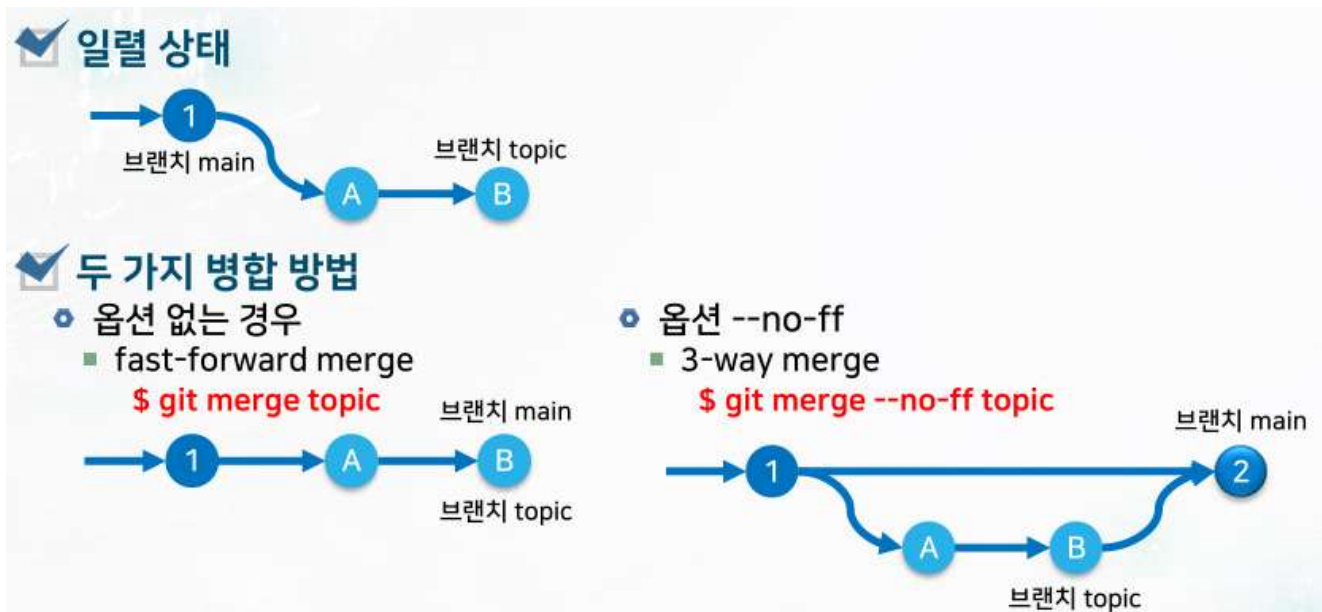 일렬 상태
1
브랜치 main
브랜치 topic
A
B
두 가지 병합 방법
옵션 없는 경우
fast-forward merge
$ git merge topic
브랜치 main
1
A
B
브랜치 topic
옵션 --no-ff
3-way merge
$ git merge --no-ff topic
브랜치 main
1
2
A
B
브랜치 topic